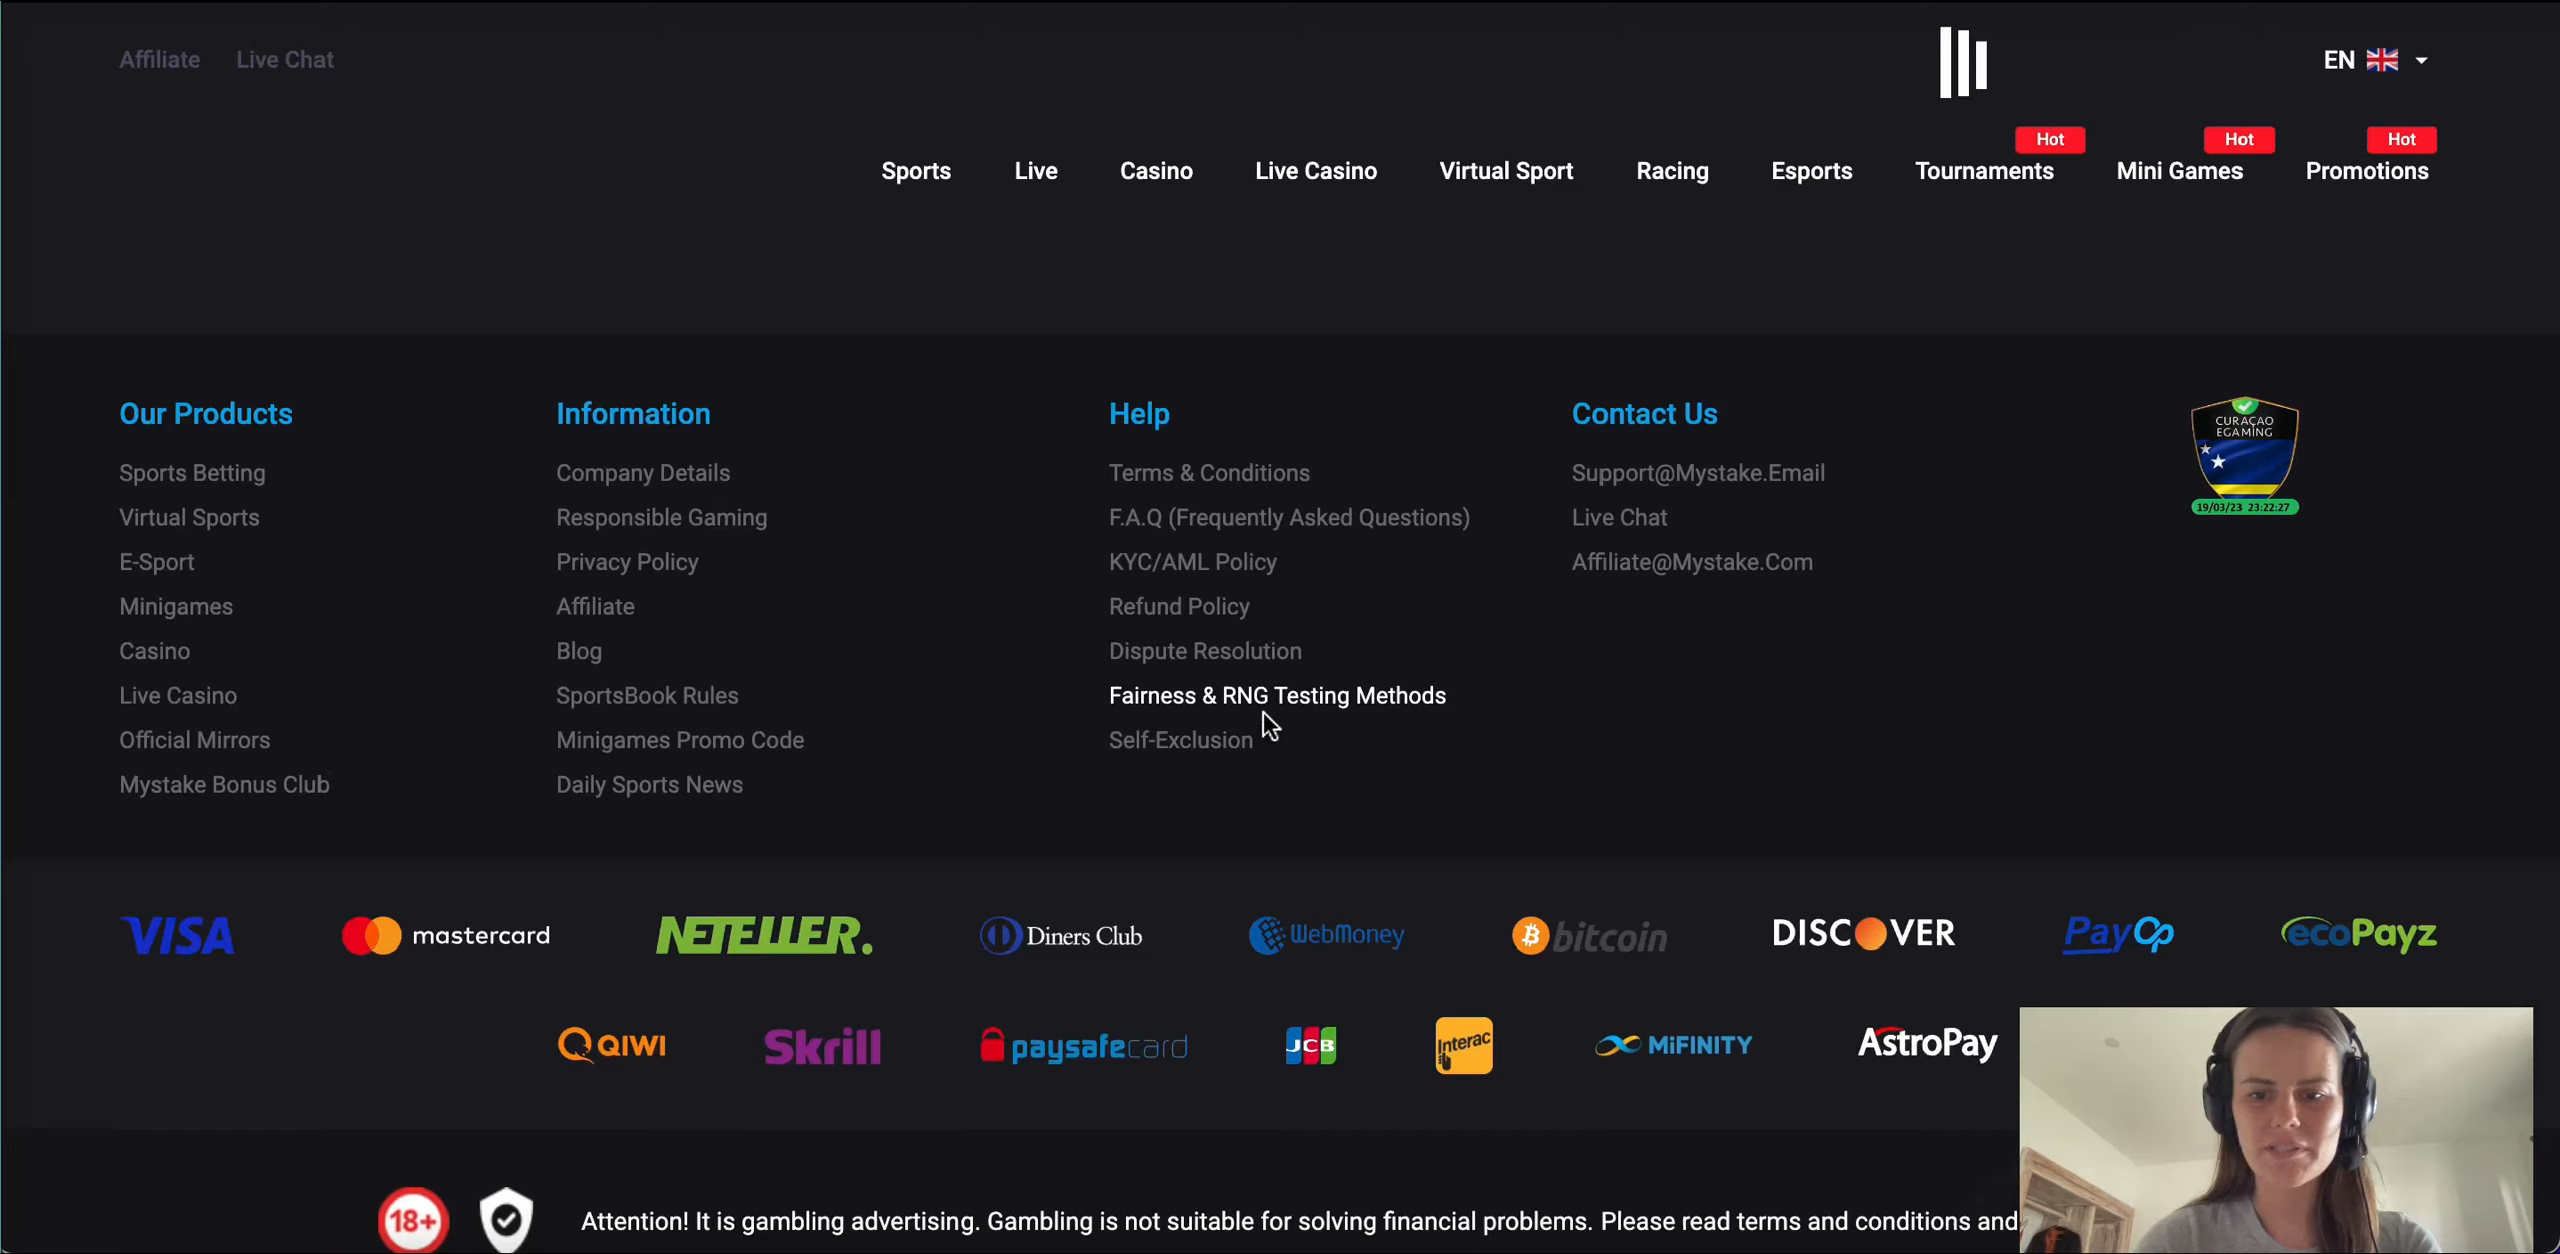 Affiliate Live Chat
EN
Hot Hot Hot
Sports Live Casino Live Casino Virtual Sport Racing Esports Tournaments Mini Games Promotions
Our Products
Sports Betting
Virtual Sports
E-Sport
Minigames
Casino
Live Casino
Official Mirrors
Mystake Bonus Club
Information
Company Details
Responsible Gaming
Privacy Policy
Affiliate
Blog
SportsBook Rules
Minigames Promo Code
Daily Sports News
Help
Terms & Conditions
F.A.Q (Frequently Asked Questions)
KYC/AML Policy
Refund Policy
Dispute Resolution
Fairness & RNG Testing Methods
Self-Exclusion
Contact Us
Support@Mystake.Email
Live Chat
Affiliate@Mystake.Com
CURAÇAO
EGAMING
19/03/23 23:22:27
VISA mastercard NETELLER. Diners Club WebMoney bitcoin DISCOVER PayOp ecoPayz
QIWI Skrill paysafecard JCB Interac MiFINITY AstroPay
18+ Attention! It is gambling advertising. Gambling is not suitable for solving financial problems. Please read terms and conditions and